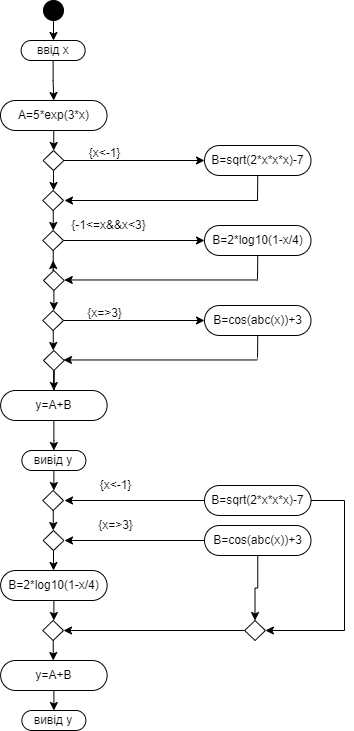 ввід x
A=5*exp(3*x)
{x<-1}
B=sqrt(2*x*x*x)-7
{-1<=x&&x<3}
B=2*log10(1-x/4)
{x=>3}
B=cos(abc(x))+3
y=A+B
вивід y
{x<-1}
B=sqrt(2*x*x*x)-7
{x=>3}
B=cos(abc(x))+3
B=2*log10(1-x/4)
y=A+B
вивід y